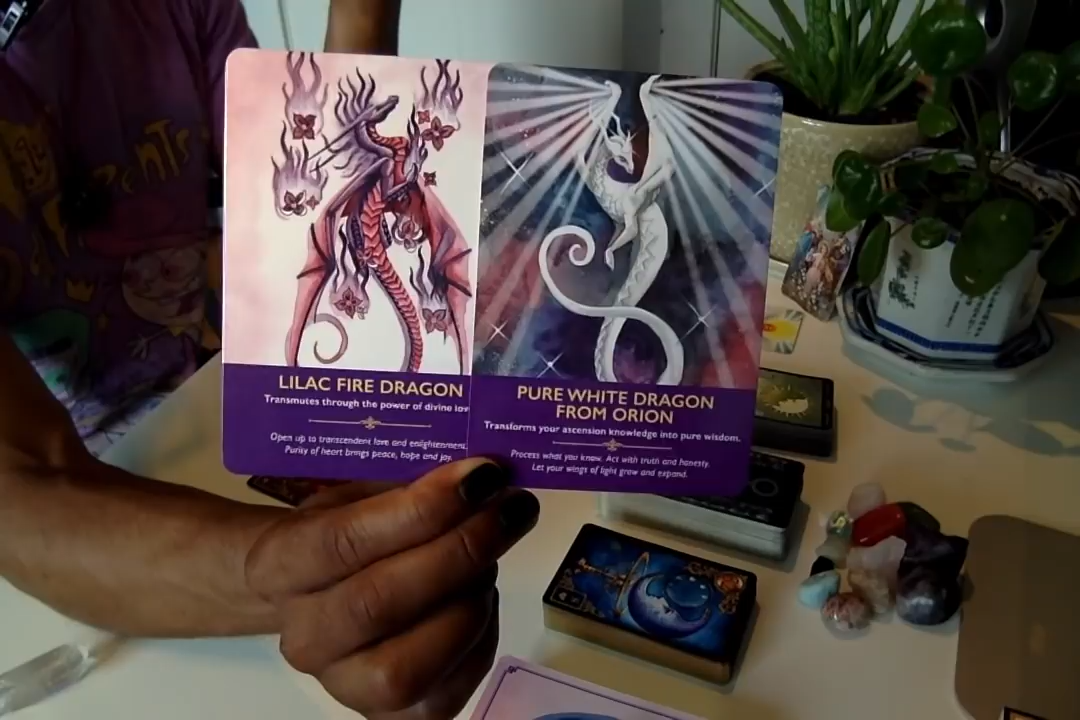 LILAC FIRE DRAGON
Transmutes through the power of divine lov
Open up to transcendent love and enlightenment.
Purity of heart brings peace, hope and joy.
PURE WHITE DRAGON
FROM ORION
Transforms your ascension knowledge into pure wisdom.
Process what you know. Act with truth and honesty.
Let your wings of light grow and expand.